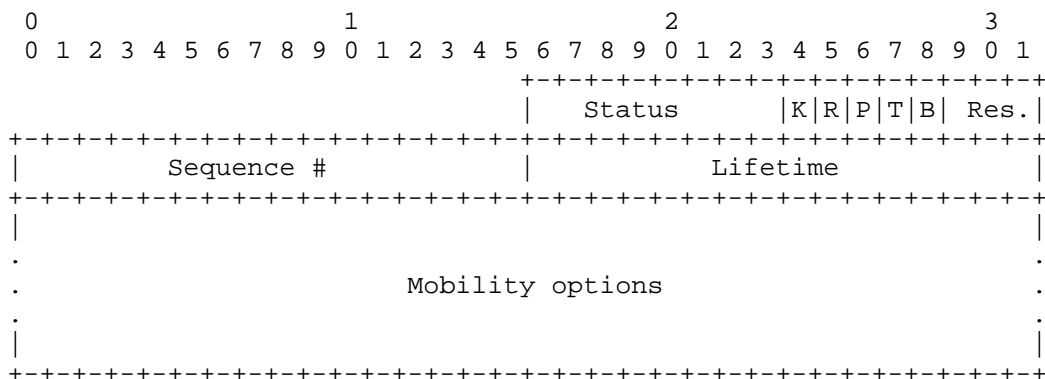 0                   1                   2                   3
 0 1 2 3 4 5 6 7 8 9 0 1 2 3 4 5 6 7 8 9 0 1 2 3 4 5 6 7 8 9 0 1
                                +-+-+-+-+-+-+-+-+-+-+-+-+-+-+-+-+
                                |   Status      |K|R|P|T|B| Res.|
+-+-+-+-+-+-+-+-+-+-+-+-+-+-+-+-+-+-+-+-+-+-+-+-+-+-+-+-+-+-+-+-+
|         Sequence #            |           Lifetime            |
+-+-+-+-+-+-+-+-+-+-+-+-+-+-+-+-+-+-+-+-+-+-+-+-+-+-+-+-+-+-+-+-+
|                                                               |
.                                                               .
.                        Mobility options                       .
.                                                               .
|                                                               |
+-+-+-+-+-+-+-+-+-+-+-+-+-+-+-+-+-+-+-+-+-+-+-+-+-+-+-+-+-+-+-+-+